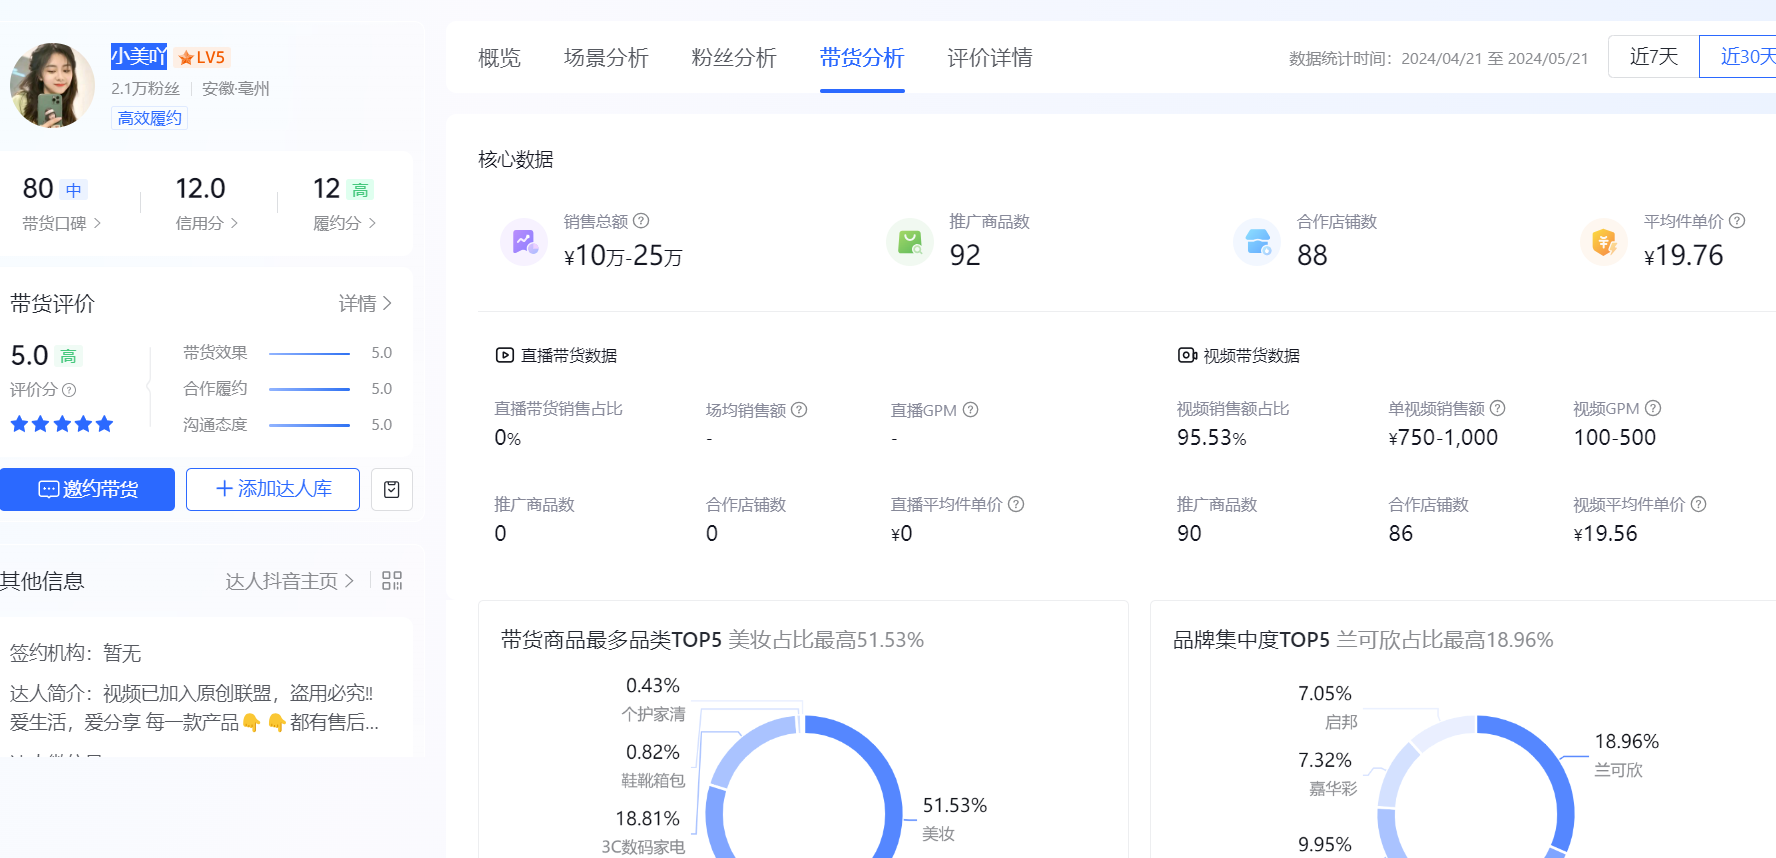 小美吖 LV5
2.1万粉丝 安徽·亳州
高效履约
80 中 12.0 12 高
带货口碑 信用分 履约分
带货评价 详情
5.0 高
评价分
带货效果 5.0
合作履约 5.0
沟通态度 5.0
邀约带货 添加达人库
其他信息 达人抖音主页
签约机构：暂无
达人简介：视频已加入原创联盟，盗用必究‼
爱生活，爱分享 每一款产品👇👇都有售后...
概览 场景分析 粉丝分析 带货分析 评价详情
数据统计时间：2024/04/21 至 2024/05/21 近7天 近30天
核心数据
销售总额 推广商品数 合作店铺数 平均件单价
¥10万-25万 92 88 ¥19.76
直播带货数据
直播带货销售占比 场均销售额 直播GPM
0% - -
推广商品数 合作店铺数 直播平均件单价
0 0 ¥0
视频带货数据
视频销售额占比 单视频销售额 视频GPM
95.53% ¥750-1,000 100-500
推广商品数 合作店铺数 视频平均件单价
90 86 ¥19.56
带货商品最多品类TOP5 美妆占比最高51.53%
0.43%
个护家清
0.82%
鞋靴箱包
18.81%
3C数码家电
51.53%
美妆
品牌集中度TOP5 兰可欣占比最高18.96%
7.05%
启邦
7.32%
嘉华彩
9.95%
18.96%
兰可欣